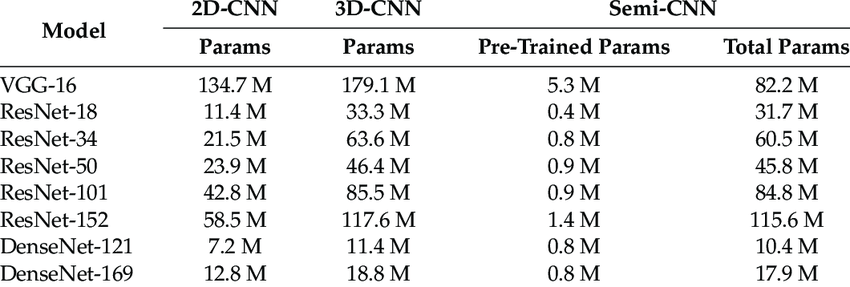 2D-CNN 3D-CNN Semi-CNN
Model
Params Params Pre-Trained Params Total Params
VGG-16 134.7 M 179.1 M 5.3 M 82.2 M
ResNet-18 11.4 M 33.3 M 0.4 M 31.7 M
ResNet-34 21.5 M 63.6 M 0.8 M 60.5 M
ResNet-50 23.9 M 46.4 M 0.9 M 45.8 M
ResNet-101 42.8 M 85.5 M 0.9 M 84.8 M
ResNet-152 58.5 M 117.6 M 1.4 M 115.6 M
DenseNet-121 7.2 M 11.4 M 0.8 M 10.4 M
DenseNet-169 12.8 M 18.8 M 0.8 M 17.9 M